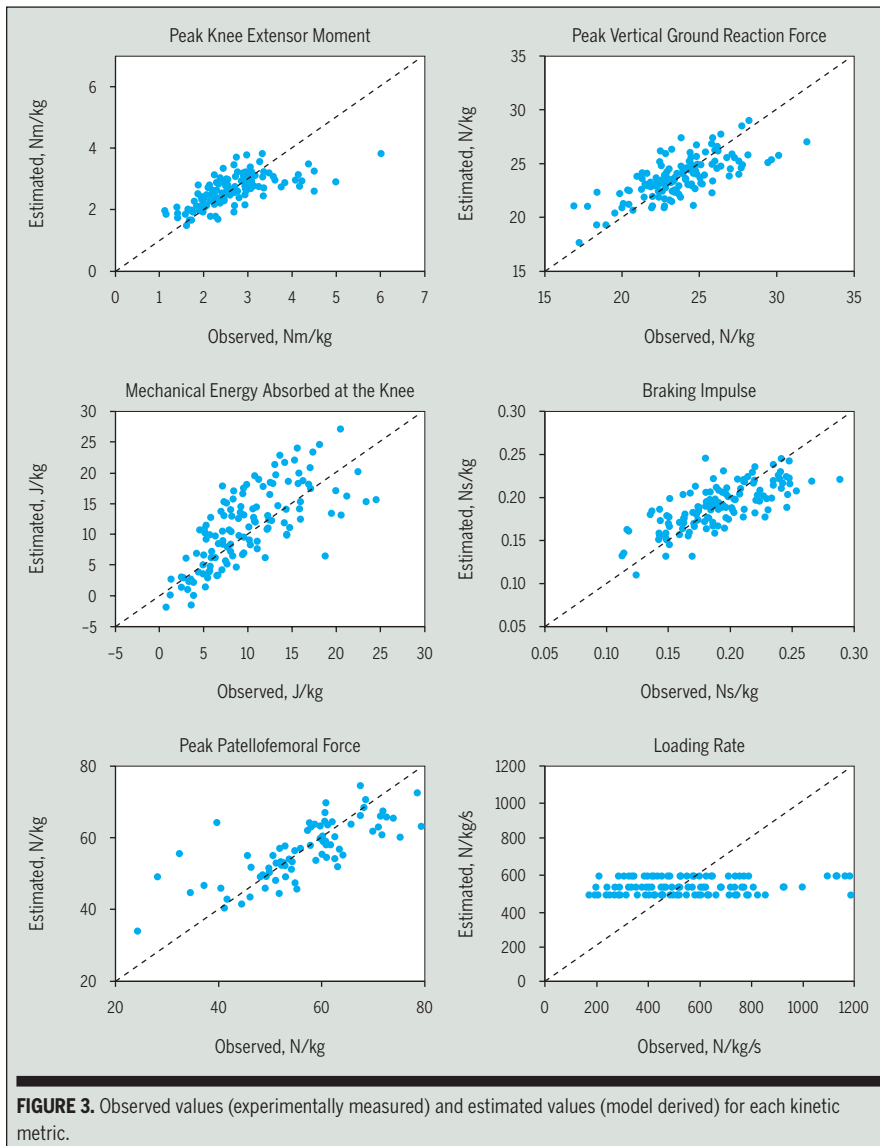 Peak Knee Extensor Moment
Estimated, Nm/kg
6
4
2
0
0 1 2 3 4 5 6 7
Observed, Nm/kg
Peak Vertical Ground Reaction Force
Estimated, N/kg
35
30
25
20
15
15 20 25 30 35
Observed, N/kg
Mechanical Energy Absorbed at the Knee
Estimated, J/kg
30
25
20
15
10
5
0
–5
–5 0 5 10 15 20 25 30
Observed, J/kg
Braking Impulse
Estimated, Ns/kg
0.30
0.25
0.20
0.15
0.10
0.05
0.05 0.10 0.15 0.20 0.25 0.30
Observed, Ns/kg
Peak Patellofemoral Force
Estimated, N/kg
80
60
40
20
20 40 60 80
Observed, N/kg
Loading Rate
Estimated, N/kg/s
1200
1000
800
600
400
200
0
0 200 400 600 800 1000 1200
Observed, N/kg/s
FIGURE 3. Observed values (experimentally measured) and estimated values (model derived) for each kinetic
metric.